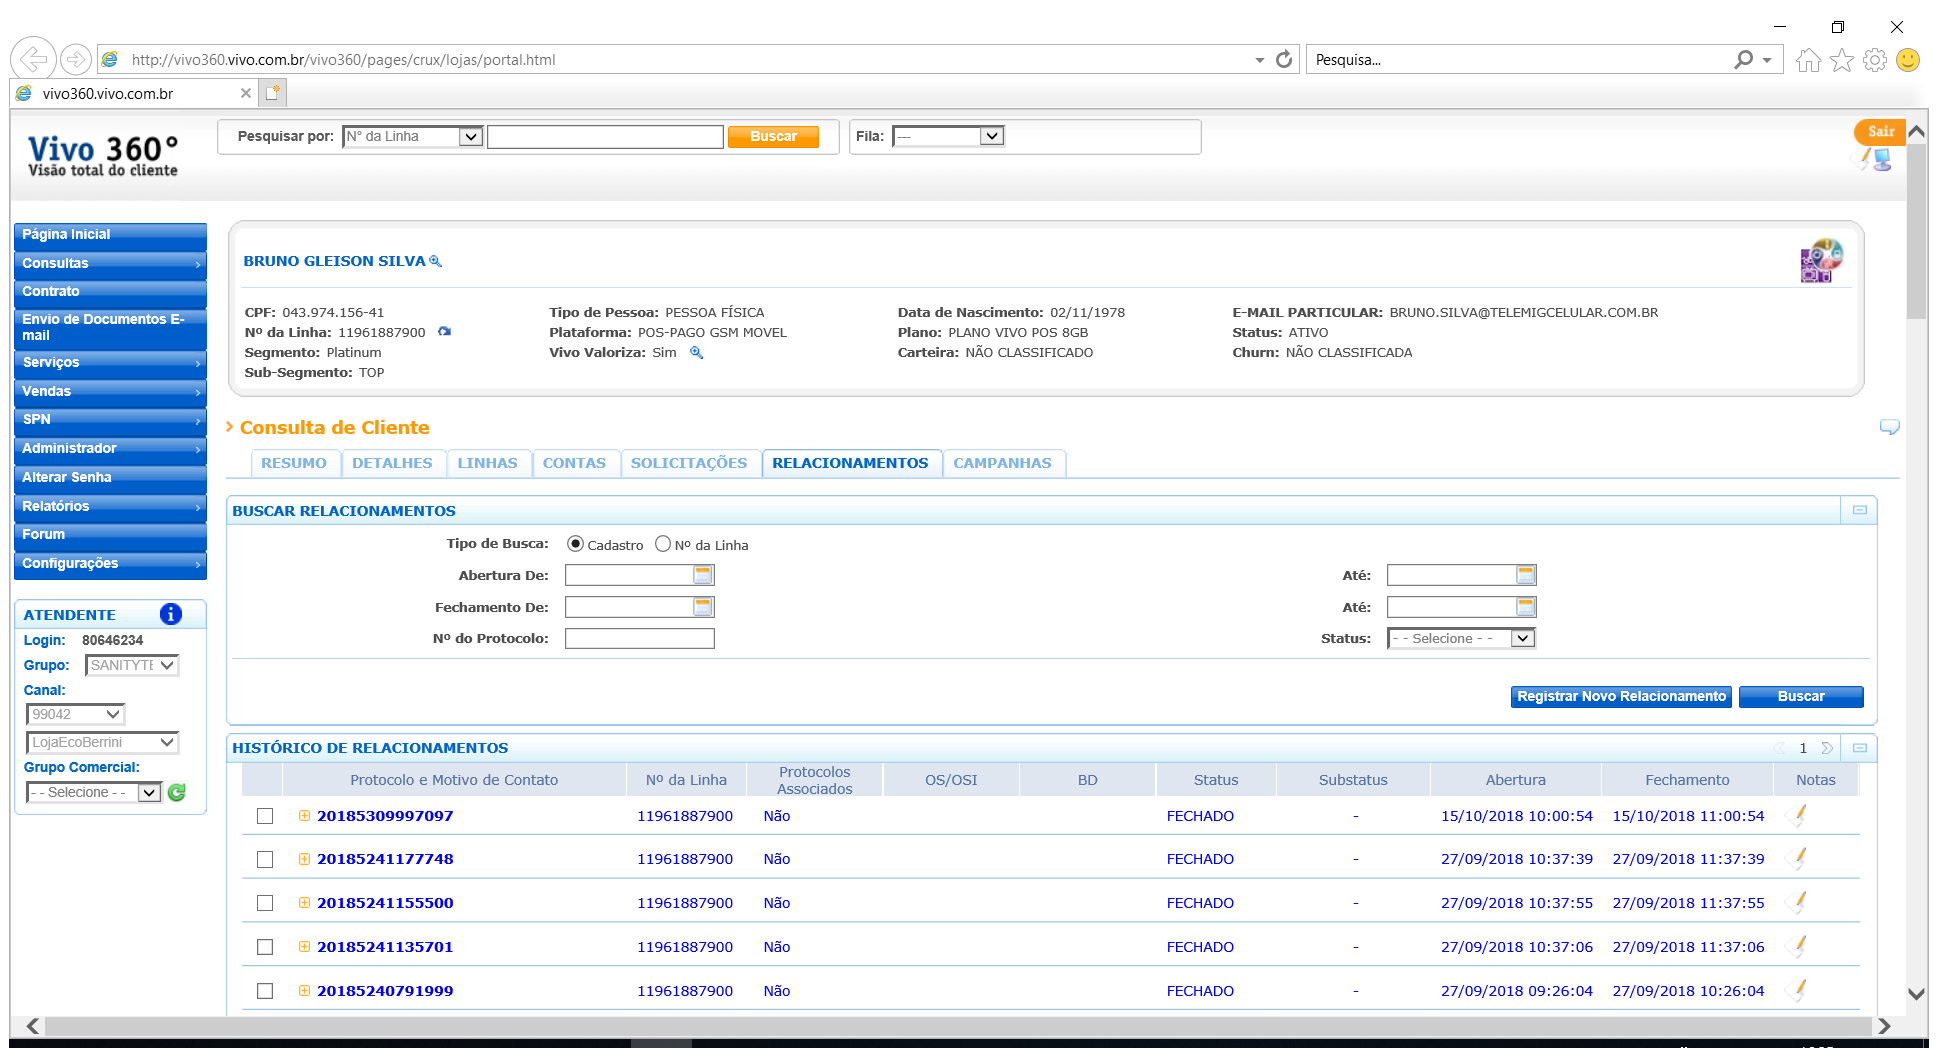 http://vivo360.vivo.com.br/vivo360/pages/crux/lojas/portal.html
Pesquisa...
vivo360.vivo.com.br
Vivo 360°
Visão total do cliente
Pesquisar por: N° da Linha Buscar Fila: ---
Sair
Página Inicial
Consultas
Contrato
Envio de Documentos E-
mail
Serviços
Vendas
SPN
Administrador
Alterar Senha
Relatórios
Forum
Configurações
ATENDENTE
Login: 80646234
Grupo: SANITYTE
Canal:
99042
LojaEcoBerrini
Grupo Comercial:
- - Selecione - -
BRUNO GLEISON SILVA
CPF: 043.974.156-41 Tipo de Pessoa: PESSOA FÍSICA Data de Nascimento: 02/11/1978 E-MAIL PARTICULAR: BRUNO.SILVA@TELEMIGCELULAR.COM.BR
Nº da Linha: 11961887900 Plataforma: POS-PAGO GSM MOVEL Plano: PLANO VIVO POS 8GB Status: ATIVO
Segmento: Platinum Vivo Valoriza: Sim Carteira: NÃO CLASSIFICADO Churn: NÃO CLASSIFICADA
Sub-Segmento: TOP
Consulta de Cliente
RESUMO DETALHES LINHAS CONTAS SOLICITAÇÕES RELACIONAMENTOS CAMPANHAS
BUSCAR RELACIONAMENTOS
Tipo de Busca: Cadastro Nº da Linha
Abertura De: Até:
Fechamento De: Até:
Nº do Protocolo: Status: - - Selecione - -
Registrar Novo Relacionamento Buscar
HISTÓRICO DE RELACIONAMENTOS 1
Protocolo e Motivo de Contato Nº da Linha Protocolos Associados OS/OSI BD Status Substatus Abertura Fechamento Notas
20185309997097 11961887900 Não FECHADO - 15/10/2018 10:00:54 15/10/2018 11:00:54
20185241177748 11961887900 Não FECHADO - 27/09/2018 10:37:39 27/09/2018 11:37:39
20185241155500 11961887900 Não FECHADO - 27/09/2018 10:37:55 27/09/2018 11:37:55
20185241135701 11961887900 Não FECHADO - 27/09/2018 10:37:06 27/09/2018 11:37:06
20185240791999 11961887900 Não FECHADO - 27/09/2018 09:26:04 27/09/2018 10:26:04